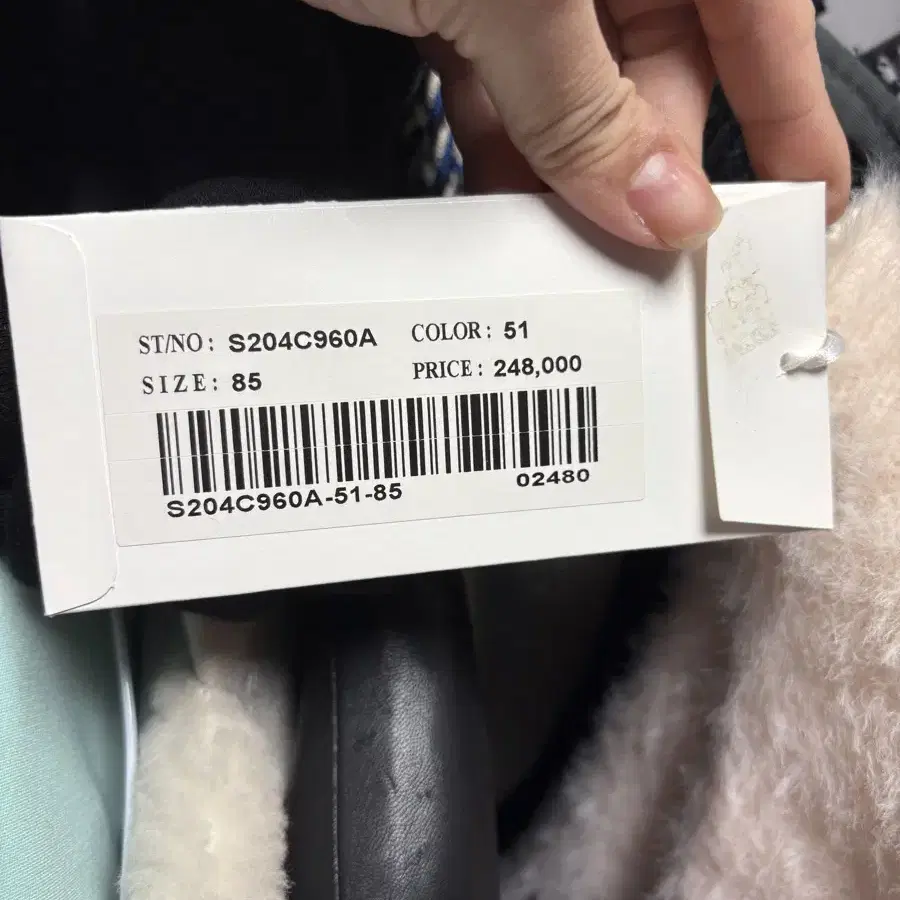 ST/NO: S204C960A COLOR: 51
SIZE: 85 PRICE: 248,000
S204C960A-51-85 02480